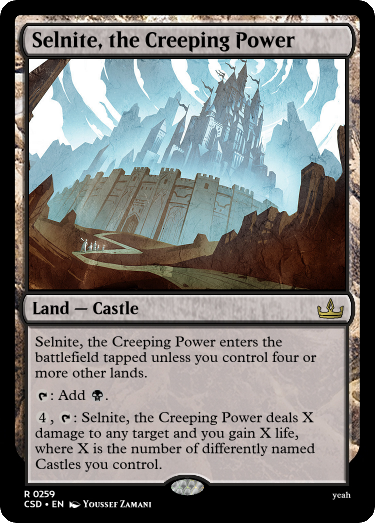 Selnite, the Creeping Power
Land — Castle
Selnite, the Creeping Power enters the
battlefield tapped unless you control four or
more other lands.
: Add .
4 , : Selnite, the Creeping Power deals X
damage to any target and you gain X life,
where X is the number of differently named
Castles you control.
R 0259
CSD • EN Youssef Zamani
yeah